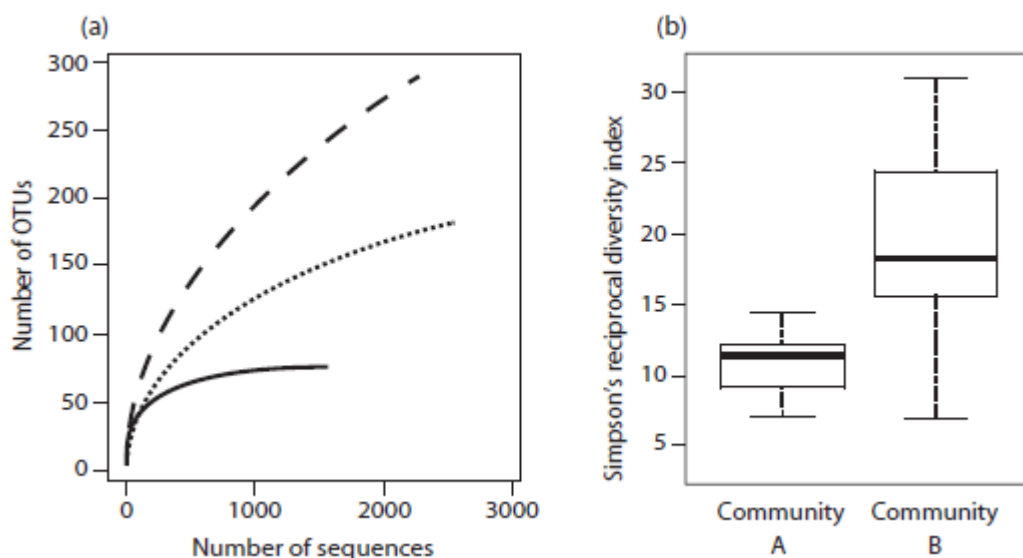 (a)
Number of OTUs
300
250
200
150
100
50
0
0 1000 2000 3000
Number of sequences
(b)
Simpson's reciprocal diversity index
30
25
20
15
10
5
Community Community
A B